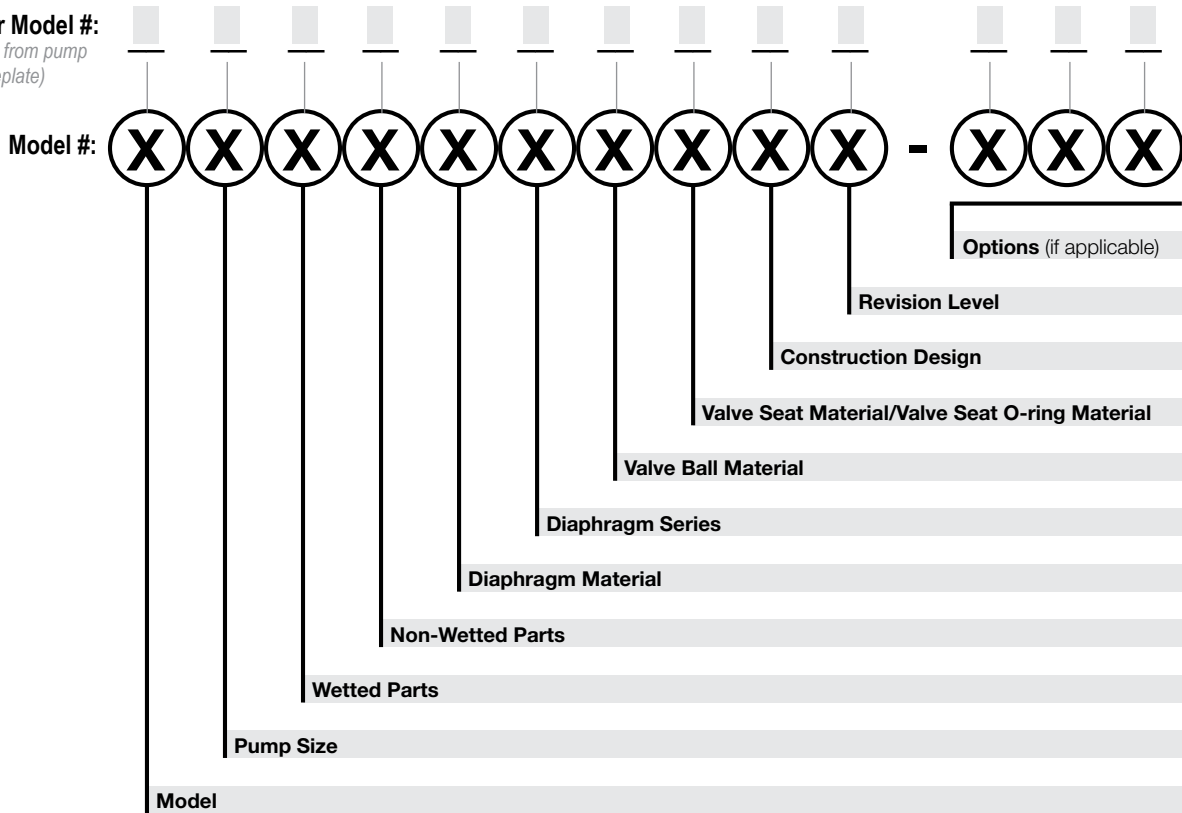 r Model #:
from pump
plate)
Model #: X X X X X X X X X X - X X X
Options (if applicable)
Revision Level
Construction Design
Valve Seat Material/Valve Seat O-ring Material
Valve Ball Material
Diaphragm Series
Diaphragm Material
Non-Wetted Parts
Wetted Parts
Pump Size
Model